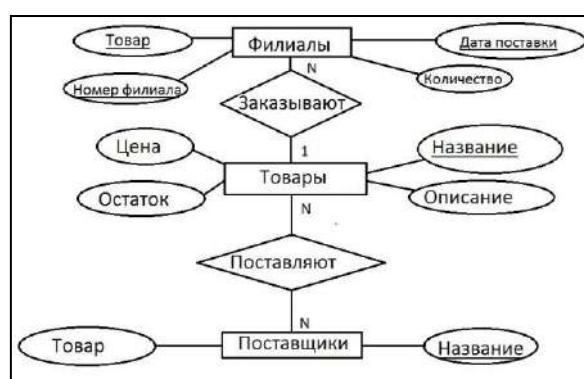 Товар
Филиалы
Дата поставки
Номер филиала
N
Количество
Заказывают
Цена
1
Название
Товары
Остаток
Описание
N
Поставляют
N
Товар
Поставщики
Название